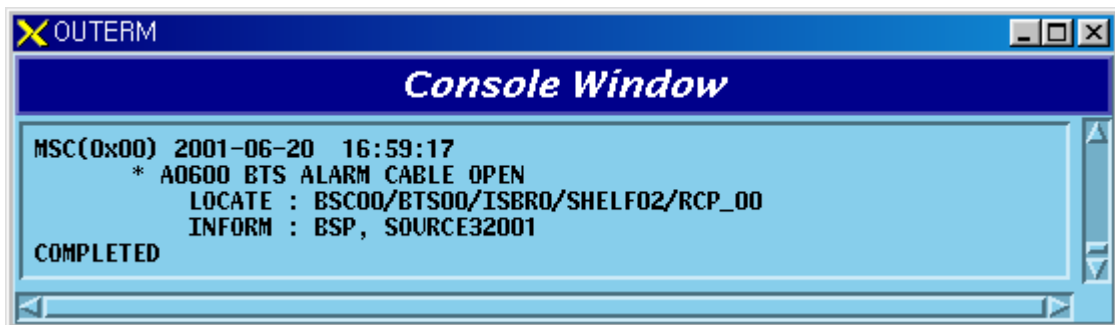 OUTERM
Console Window
MSC(0x00) 2001-06-20 16:59:17
* A0600 BTS ALARM CABLE OPEN
LOCATE : BSC00/BTS00/ISBR0/SHELF02/RCP_00
INFORM : BSP, SOURCE32001
COMPLETED